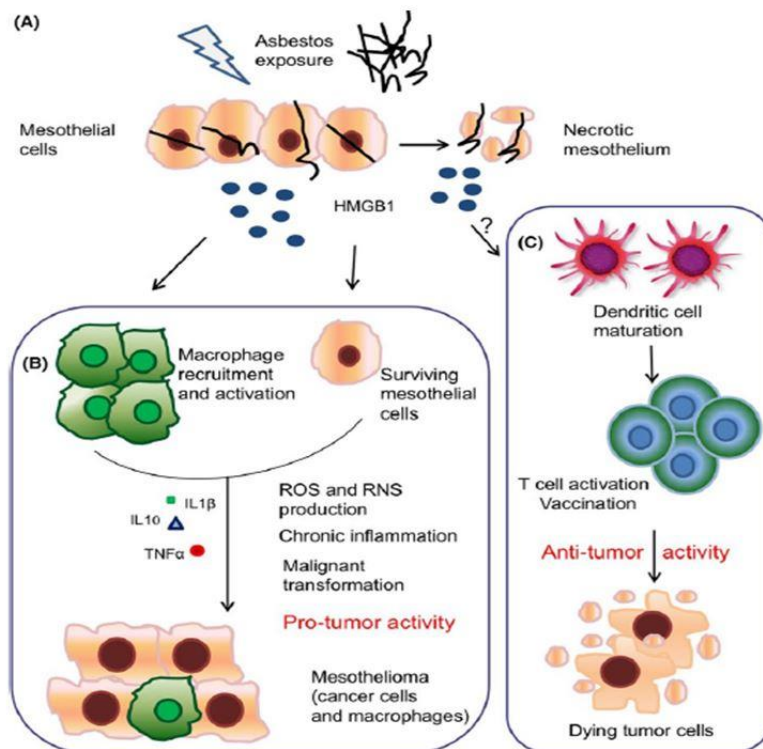 (A)
Asbestos
exposure
Mesothelial
cells
Necrotic
mesothelium
HMGB1
?
(B)
Macrophage
recruitment
and activation
Surviving
mesothelial
cells
IL1β
IL10
TNFα
ROS and RNS
production
Chronic inflammation
Malignant
transformation
Pro-tumor activity
Mesothelioma
(cancer cells
and macrophages)
(C)
Dendritic cell
maturation
T cell activation
Vaccination
Anti-tumor activity
Dying tumor cells